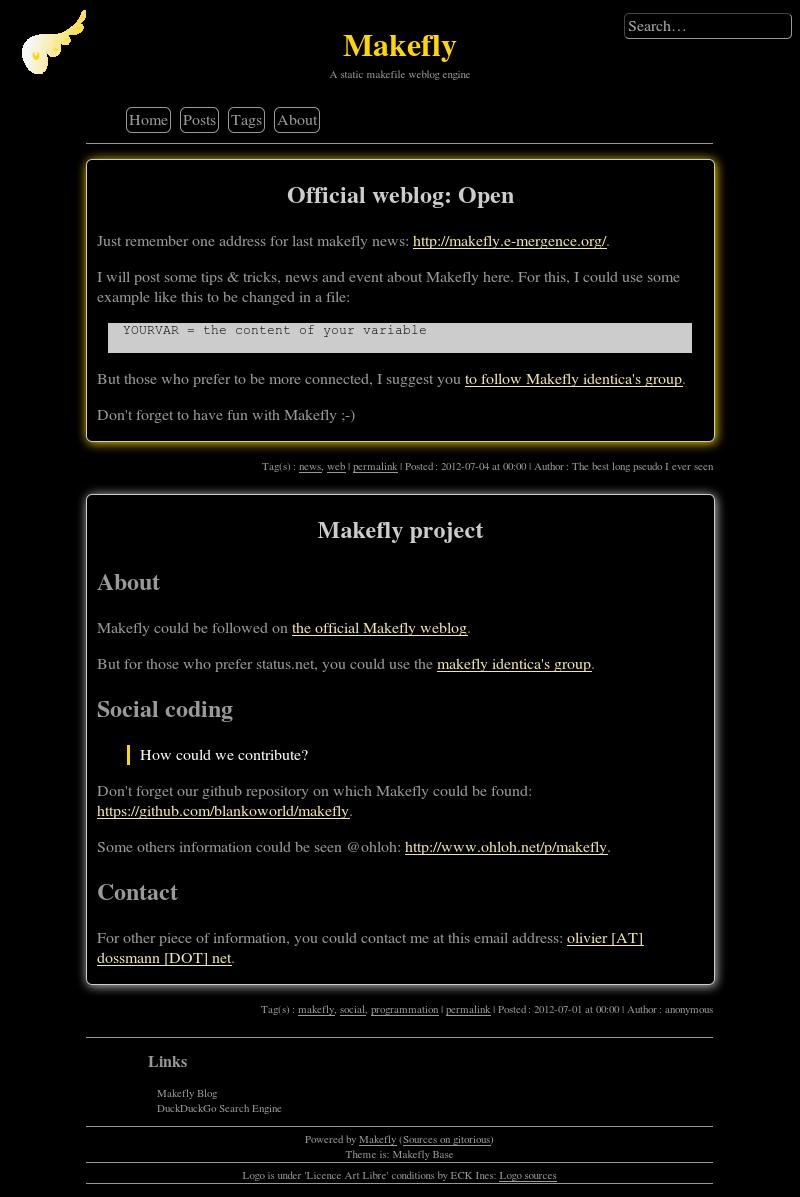 Search…
Makefly
A static makefile weblog engine
Home Posts Tags About
Official weblog: Open
Just remember one address for last makefly news: http://makefly.e-mergence.org/.
I will post some tips & tricks, news and event about Makefly here. For this, I could use some
example like this to be changed in a file:
YOURVAR = the content of your variable
But those who prefer to be more connected, I suggest you to follow Makefly identica's group.
Don't forget to have fun with Makefly ;-)
Tag(s) : news, web | permalink | Posted : 2012-07-04 at 00:00 | Author : The best long pseudo I ever seen
Makefly project
About
Makefly could be followed on the official Makefly weblog.
But for those who prefer status.net, you could use the makefly identica's group.
Social coding
How could we contribute?
Don't forget our github repository on which Makefly could be found:
https://github.com/blankoworld/makefly.
Some others information could be seen @ohloh: http://www.ohloh.net/p/makefly.
Contact
For other piece of information, you could contact me at this email address: olivier [AT]
dossmann [DOT] net.
Tag(s) : makefly, social, programmation | permalink | Posted : 2012-07-01 at 00:00 | Author : anonymous
Links
Makefly Blog
DuckDuckGo Search Engine
Powered by Makefly (Sources on gitorious)
Theme is: Makefly Base
Logo is under 'Licence Art Libre' conditions by ECK Ines: Logo sources